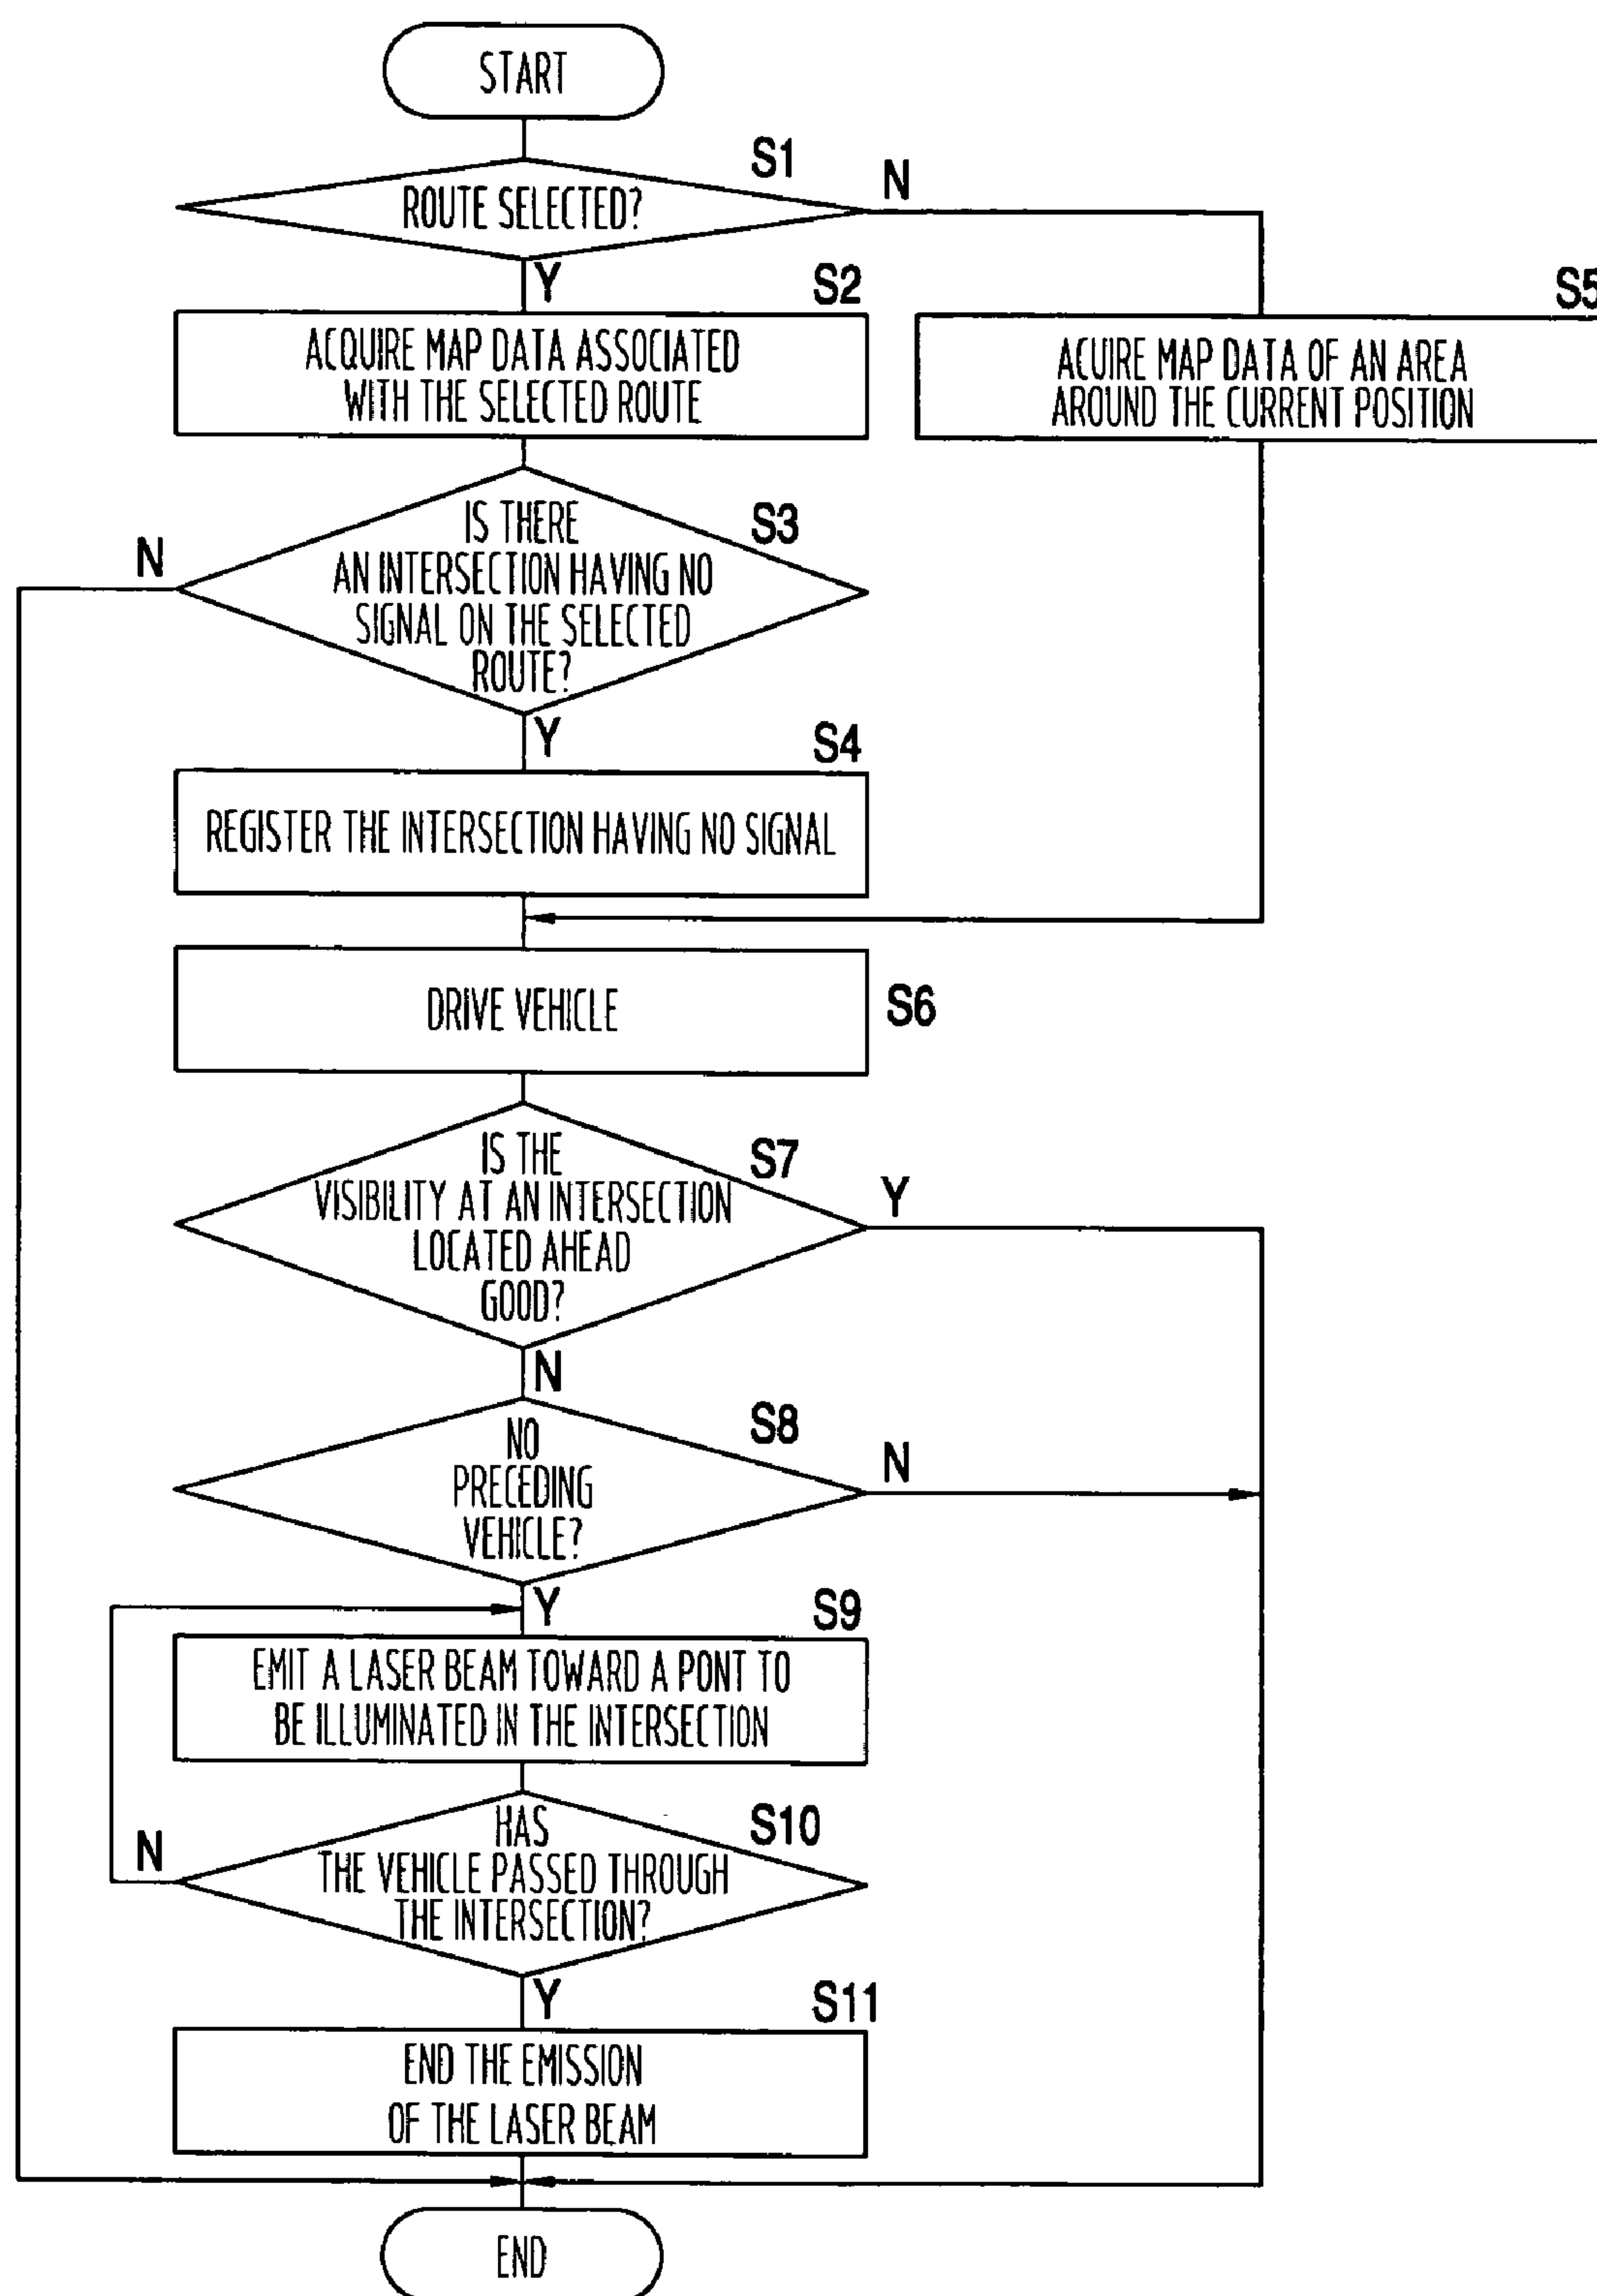 START
S1
N
ROUTE SELECTED?
Y
S2
S5
ACQUIRE MAP DATA ASSOCIATED
WITH THE SELECTED ROUTE
ACUIRE MAP DATA OF AN AREA
AROUND THE CURRENT POSITION
S3
N
IS THERE
AN INTERSECTION HAVING NO
SIGNAL ON THE SELECTED
ROUTE?
Y
S4
REGISTER THE INTERSECTION HAVING NO SIGNAL
DRIVE VEHICLE
S6
S7
Y
IS THE
VISIBILITY AT AN INTERSECTION
LOCATED AHEAD
GOOD?
N
S8
N
NO
PRECEDING
VEHICLE?
Y
S9
EMIT A LASER BEAM TOWARD A PONT TO
BE ILLUMINATED IN THE INTERSECTION
S10
N
HAS
THE VEHICLE PASSED THROUGH
THE INTERSECTION?
Y
S11
END THE EMISSION
OF THE LASER BEAM
END